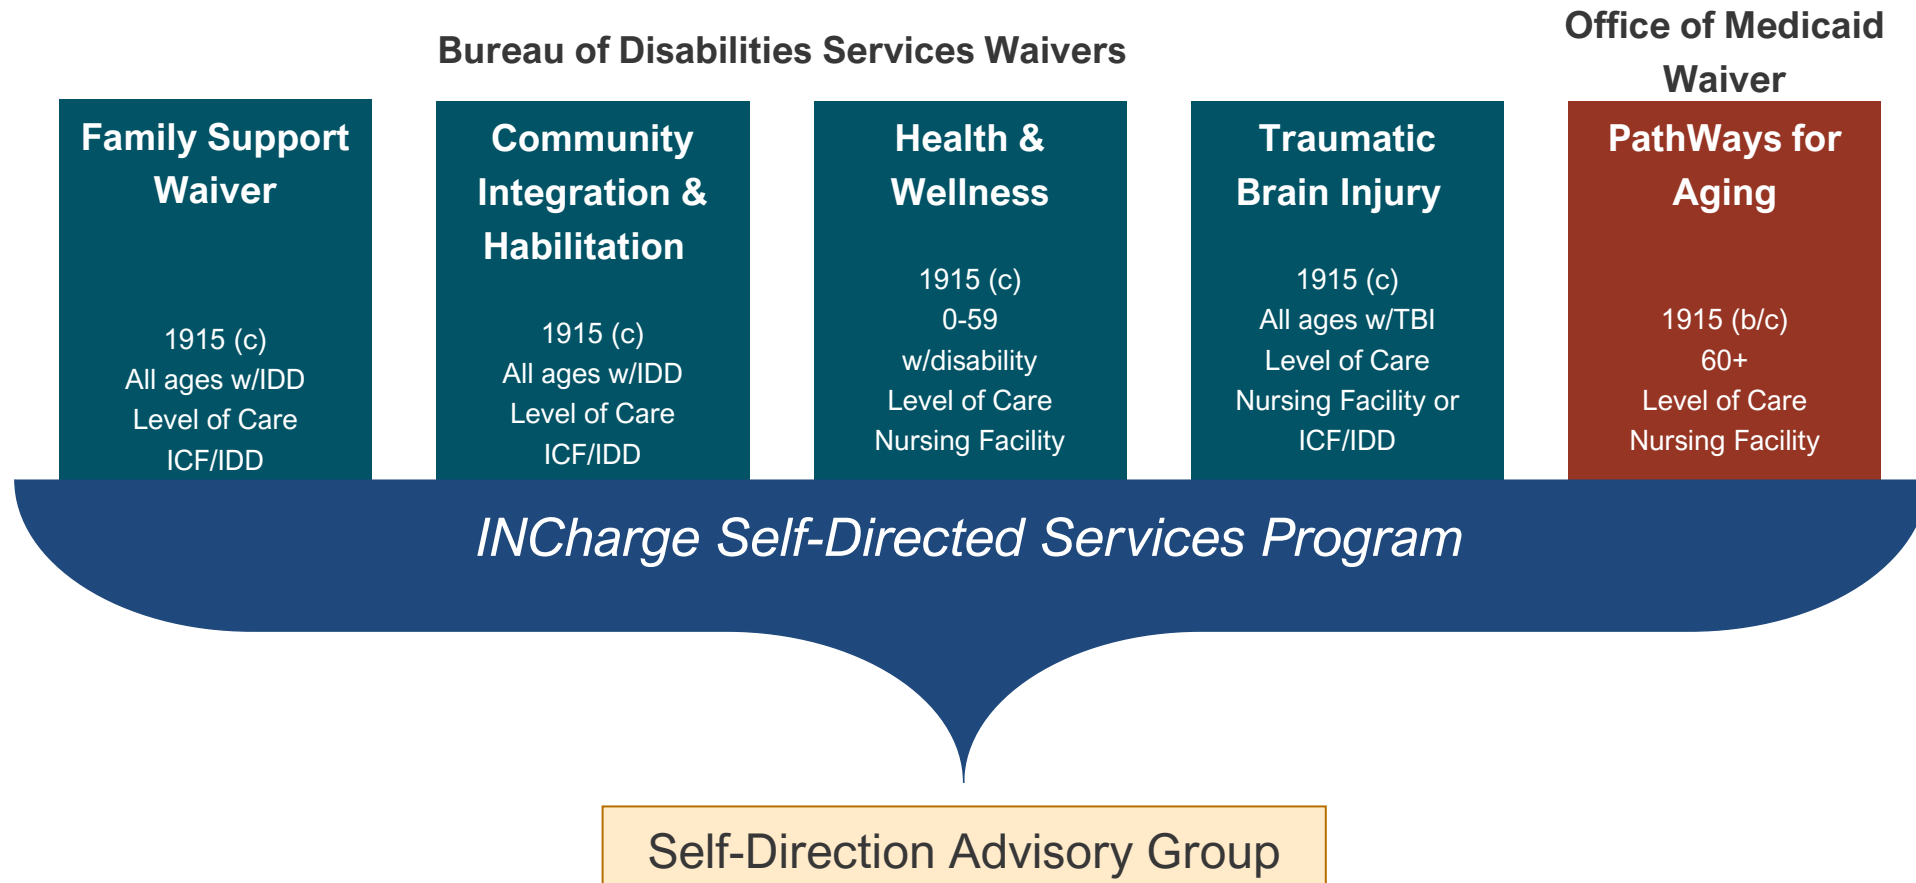 Bureau of Disabilities Services Waivers
Office of Medicaid
Waiver
Family Support
Waiver
1915 (c)
All ages w/IDD
Level of Care
ICF/IDD
Community
Integration &
Habilitation
1915 (c)
All ages w/IDD
Level of Care
ICF/IDD
Health &
Wellness
1915 (c)
0-59
w/disability
Level of Care
Nursing Facility
Traumatic
Brain Injury
1915 (c)
All ages w/TBI
Level of Care
Nursing Facility or
ICF/IDD
PathWays for
Aging
1915 (b/c)
60+
Level of Care
Nursing Facility
INCharge Self-Directed Services Program
Self-Direction Advisory Group